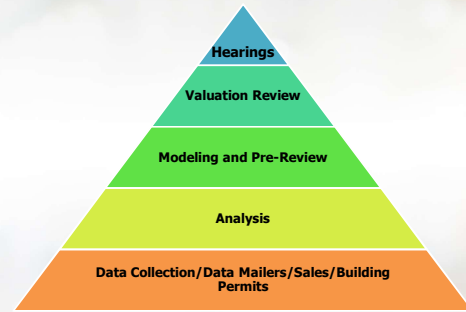 Hearings
Valuation Review
Modeling and Pre-Review
Analysis
Data Collection/Data Mailers/Sales/Building
Permits